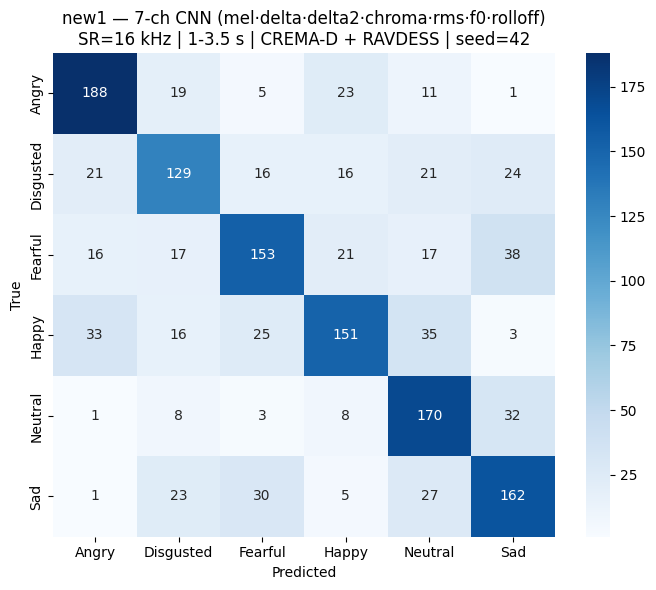 new1 — 7-ch CNN (mel·delta·delta2·chroma·rms·f0·rolloff)
SR=16 kHz | 1-3.5 s | CREMA-D + RAVDESS | seed=42
True
Angry 188 19 5 23 11 1
Disgusted 21 129 16 16 21 24
Fearful 16 17 153 21 17 38
Happy 33 16 25 151 35 3
Neutral 1 8 3 8 170 32
Sad 1 23 30 5 27 162
Angry Disgusted Fearful Happy Neutral Sad
Predicted
175
150
125
100
75
50
25